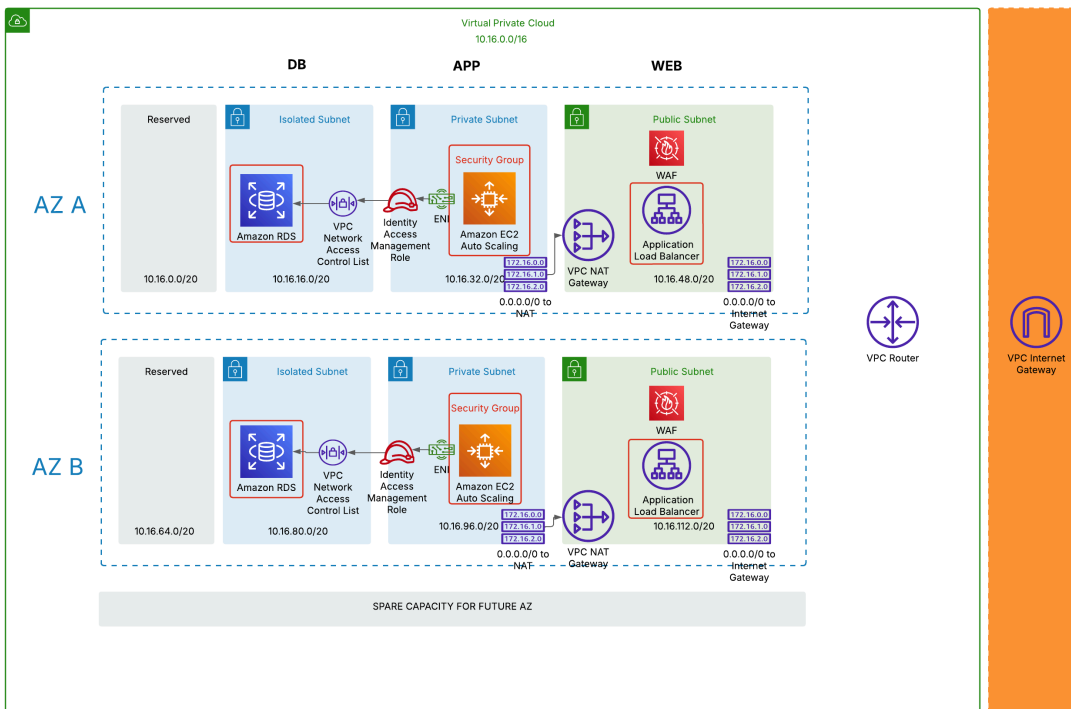 Virtual Private Cloud
10.16.0.0/16
DB
APP
WEB
AZ A
Reserved
10.16.0.0/20
Isolated Subnet
Amazon RDS
VPC
Network
Access
Control List
10.16.16.0/20
Private Subnet
Security Group
Identity
Access
Management
Role
ENI
Amazon EC2
Auto Scaling
10.16.32.0/20
172.16.0.0
172.16.1.0
172.16.2.0
0.0.0.0/0 to
NAT
Public Subnet
WAF
VPC NAT
Gateway
Application
Load Balancer
10.16.48.0/20
172.16.0.0
172.16.1.0
172.16.2.0
0.0.0.0/0 to
Internet
Gateway
VPC Router
VPC Internet
Gateway
AZ B
Reserved
10.16.64.0/20
Isolated Subnet
Amazon RDS
VPC
Network
Access
Control List
10.16.80.0/20
Private Subnet
Security Group
Identity
Access
Management
Role
ENI
Amazon EC2
Auto Scaling
10.16.96.0/20
172.16.0.0
172.16.1.0
172.16.2.0
0.0.0.0/0 to
NAT
Public Subnet
WAF
VPC NAT
Gateway
Application
Load Balancer
10.16.112.0/20
172.16.0.0
172.16.1.0
172.16.2.0
0.0.0.0/0 to
Internet
Gateway
SPARE CAPACITY FOR FUTURE AZ